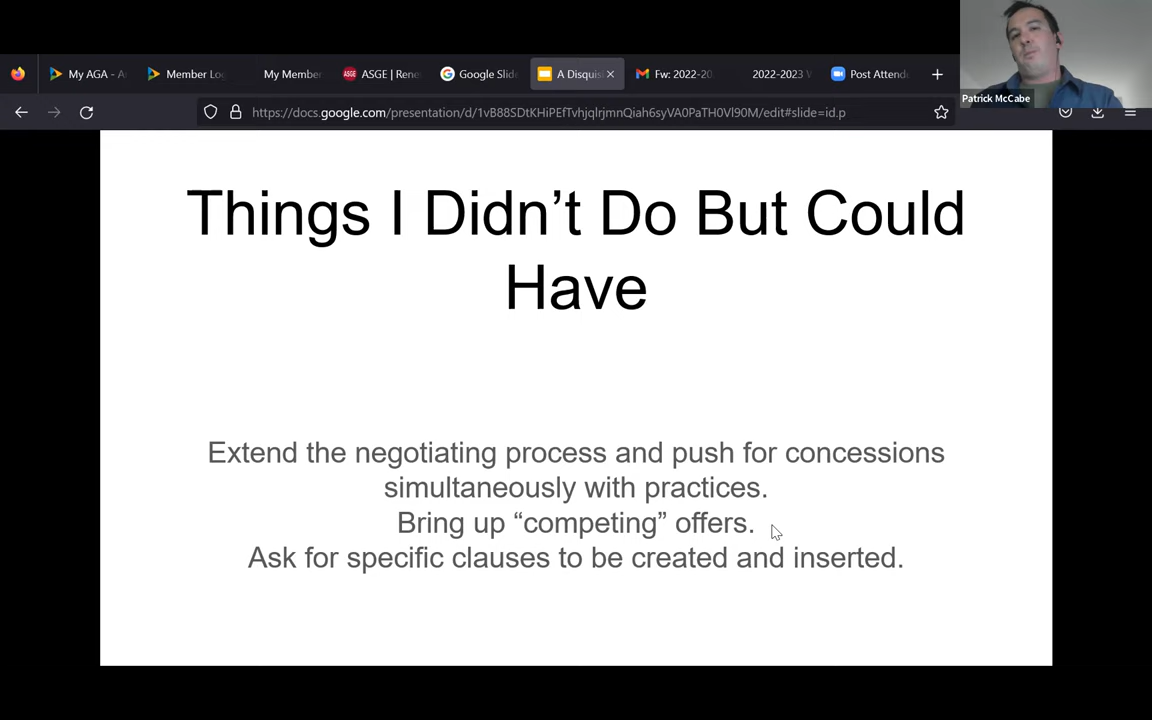 My AGA - A
Member Lo
My Member
ASGE | Rene
Google Slid
A Disquis
Fw: 2022-20
2022-2023
Post Attend
Patrick McCabe
https://docs.google.com/presentation/d/1vB88SDtKHiPEfTvhjqlrjmnQiah6syVA0PaTH0Vl90M/edit#slide=id.p
Things I Didn’t Do But Could
Have
Extend the negotiating process and push for concessions
simultaneously with practices.
Bring up “competing” offers.
Ask for specific clauses to be created and inserted.